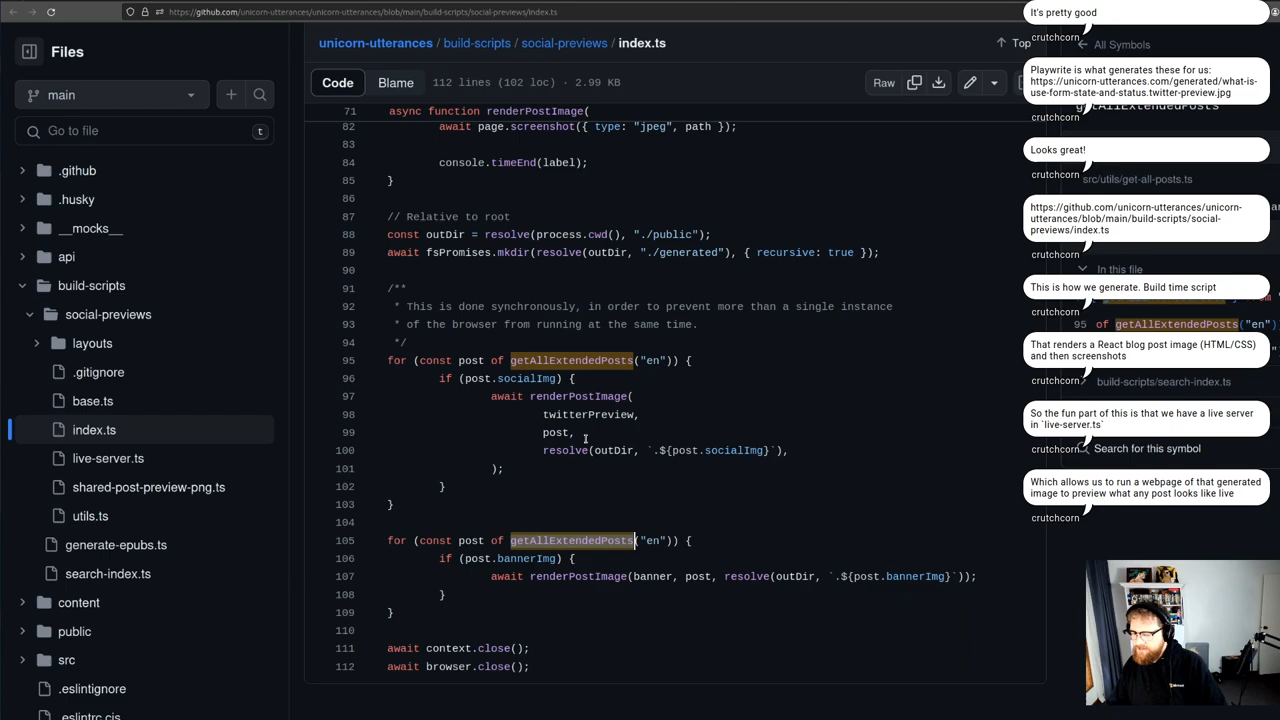 https://github.com/unicorn-utterances/unicorn-utterances/blob/main/build-scripts/social-previews/index.ts
Files
main
Go to file
t
.github
.husky
__mocks__
api
build-scripts
social-previews
layouts
.gitignore
base.ts
index.ts
live-server.ts
shared-post-preview-png.ts
utils.ts
generate-epubs.ts
search-index.ts
content
public
src
.eslintignore
.eslintrc.cjs
unicorn-utterances / build-scripts / social-previews / index.ts
Top
Code
Blame
112 lines (102 loc) · 2.99 KB
Raw
71 async function renderPostImage(
82 await page.screenshot({ type: "jpeg", path });
83
84 console.timeEnd(label);
85 }
86
87 // Relative to root
88 const outDir = resolve(process.cwd(), "./public");
89 await fsPromises.mkdir(resolve(outDir, "./generated"), { recursive: true });
90
91 /**
92 * This is done synchronously, in order to prevent more than a single instance
93 * of the browser from running at the same time.
94 */
95 for (const post of getAllExtendedPosts("en")) {
96 if (post.socialImg) {
97 await renderPostImage(
98 twitterPreview,
99 post,
100 resolve(outDir, `.${post.socialImg}`),
101 );
102 }
103 }
104
105 for (const post of getAllExtendedPosts("en")) {
106 if (post.bannerImg) {
107 await renderPostImage(banner, post, resolve(outDir, `.${post.bannerImg}`));
108 }
109 }
110
111 await context.close();
112 await browser.close();
It's pretty good
crutchcorn
All Symbols
Playwrite is what generates these for us:
https://unicorn-utterances.com/generated/what-is-
use-form-state-and-status.twitter-preview.jpg
getAllExtendedPosts
crutchcorn
Looks great!
crutchcorn
src/utils/get-all-posts.ts
https://github.com/unicorn-utterances/unicorn-
utterances/blob/main/build-scripts/social-
previews/index.ts
crutchcorn
In this file
This is how we generate. Build time script
crutchcorn
95 of getAllExtendedPosts("en")
That renders a React blog post image (HTML/CSS)
and then screenshots
crutchcorn
build-scripts/search-index.ts
So the fun part of this is that we have a live server
in `live-server.ts`
crutchcorn
Search for this symbol
Which allows us to run a webpage of that generated
image to preview what any post looks like live
crutchcorn